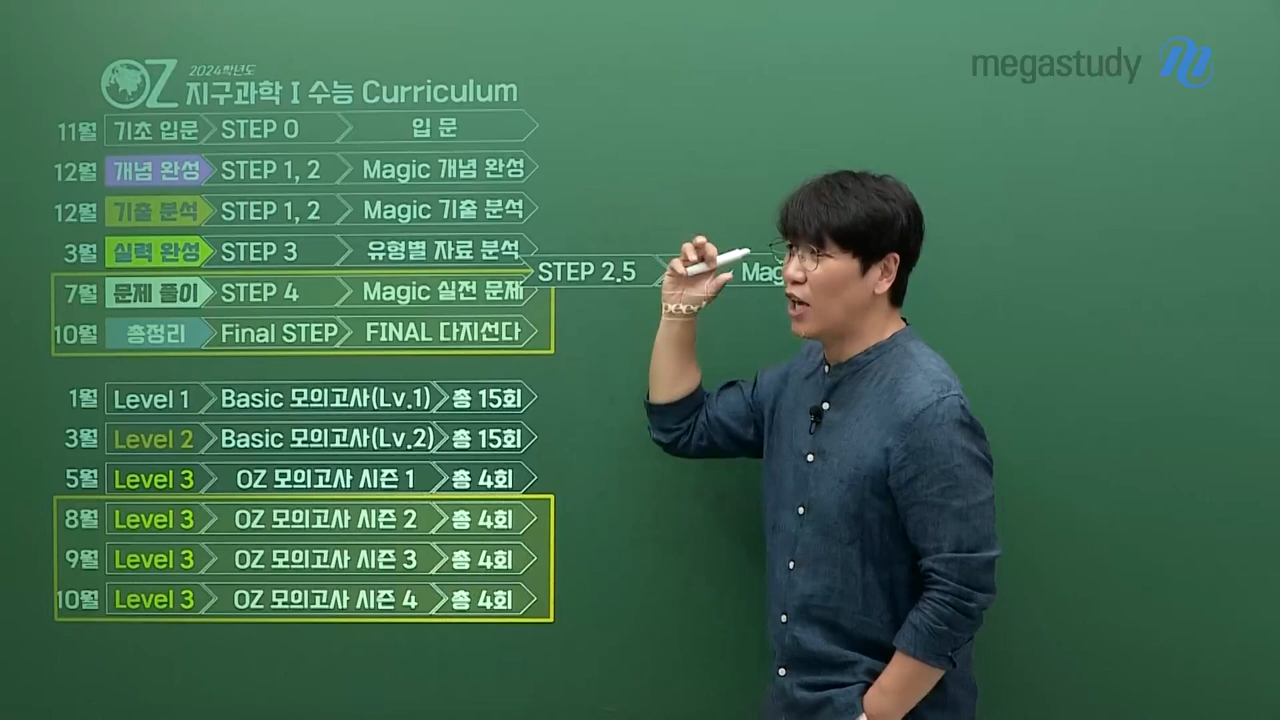 megastudy
OZ 2024학년도
지구과학 I 수능 Curriculum
11월 기초 입문 STEP 0 입 문
12월 개념 완성 STEP 1, 2 Magic 개념 완성
12월 기출 분석 STEP 1, 2 Magic 기출 분석
3월 실력 완성 STEP 3 유형별 자료 분석
STEP 2.5
7월 문제 풀이 STEP 4 Magic 실전 문제
10월 총정리 Final STEP FINAL 다지선다
1월 Level 1 Basic 모의고사(Lv.1) 총 15회
3월 Level 2 Basic 모의고사(Lv.2) 총 15회
5월 Level 3 OZ 모의고사 시즌 1 총 4회
8월 Level 3 OZ 모의고사 시즌 2 총 4회
9월 Level 3 OZ 모의고사 시즌 3 총 4회
10월 Level 3 OZ 모의고사 시즌 4 총 4회